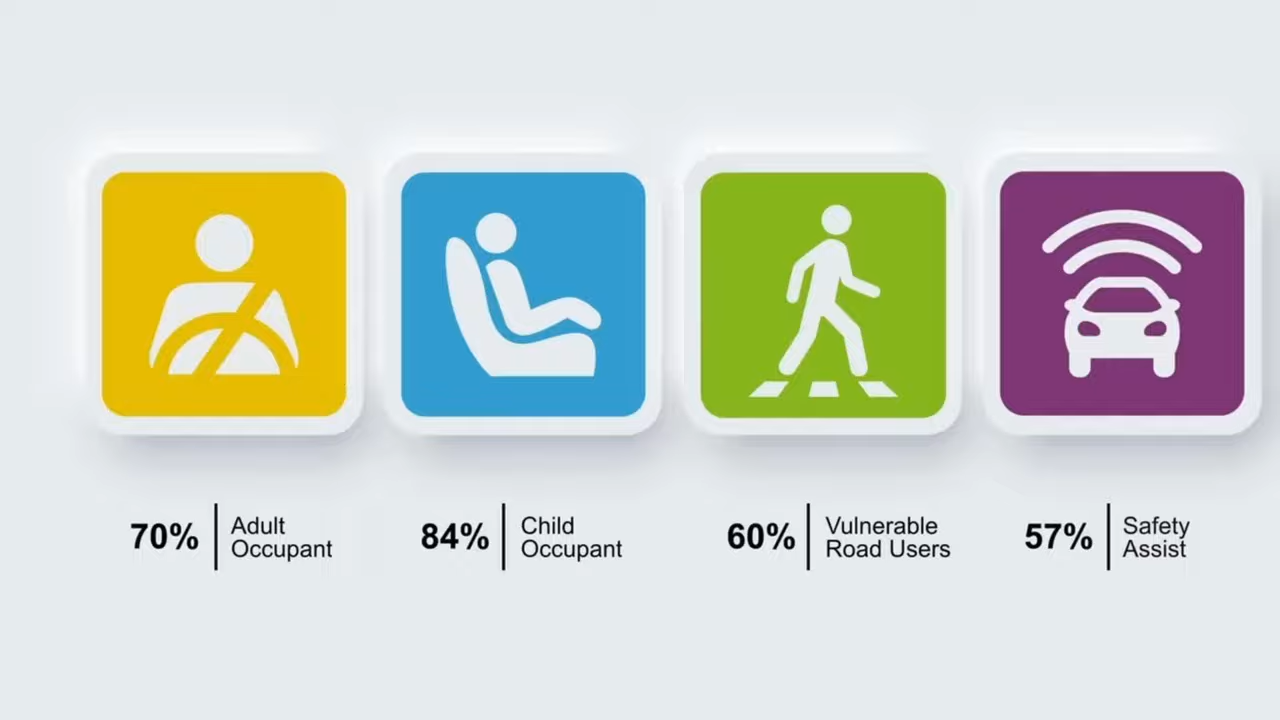 70%
Adult
Occupant
84%
Child
Occupant
60%
Vulnerable
Road Users
57%
Safety
Assist